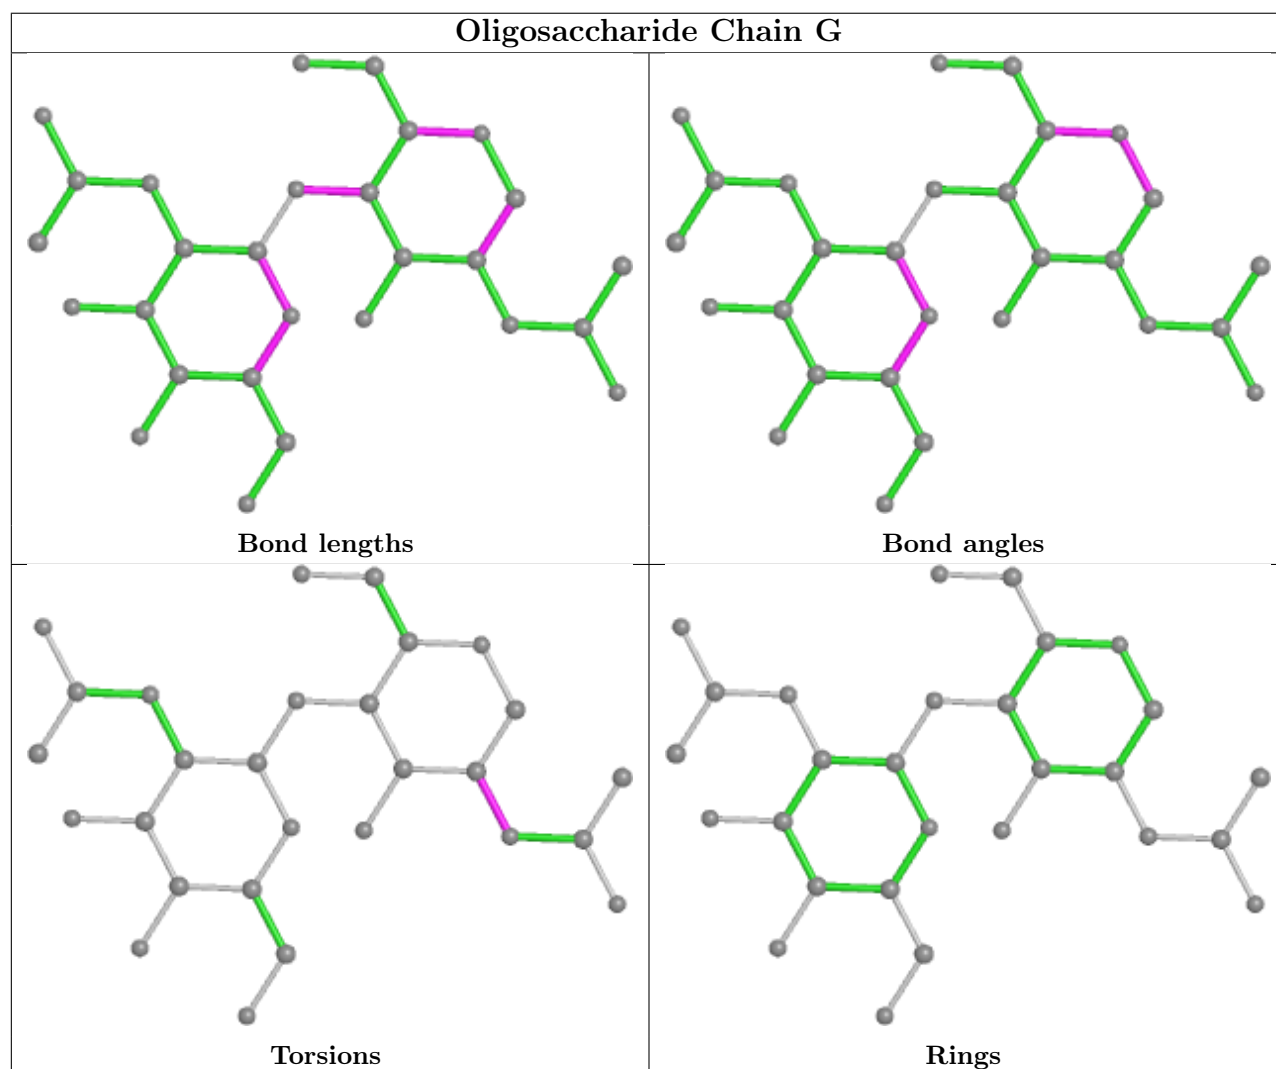 Oligosaccharide Chain G
Bond lengths
Bond angles
Torsions
Rings